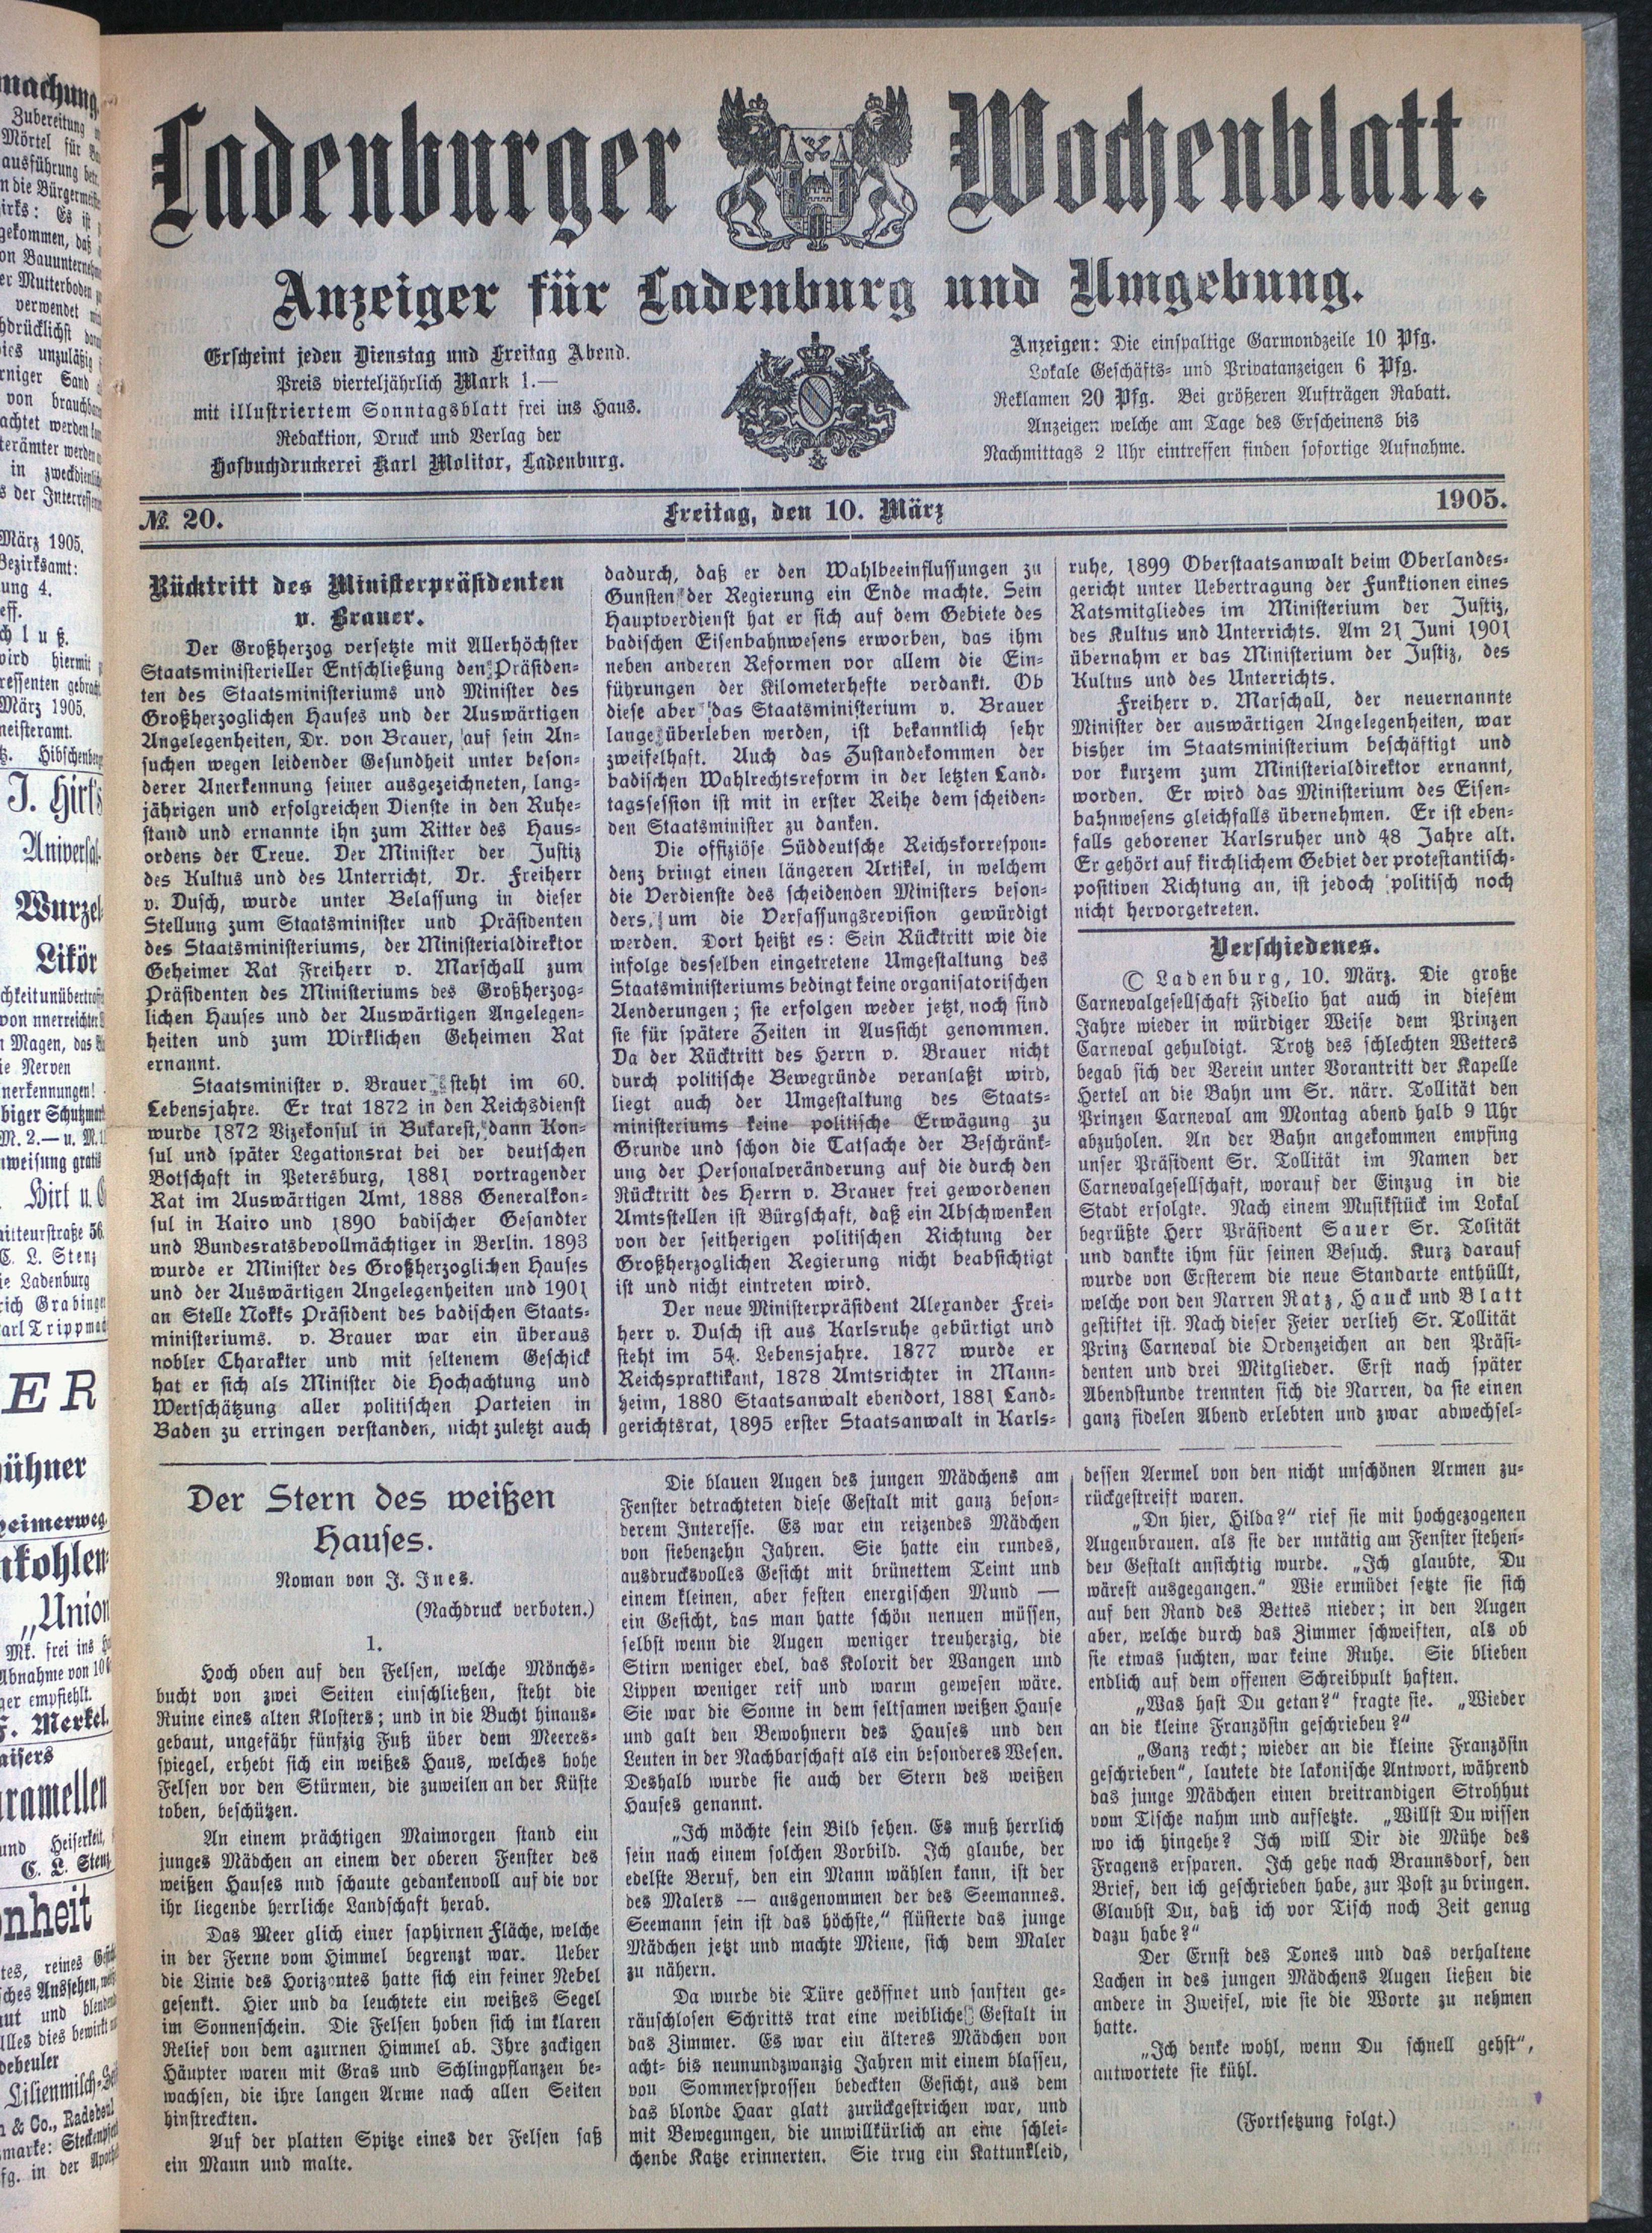 Ladenburger Wochenblatt.
Anzeiger für Ladenburg und Umgebung.
Erscheint jeden Dienstag und Freitag Abend.
Preis vierteljährlich Mark 1.—
mit illustriertem Sonntagsblatt frei ins Haus.
Redaktion, Druck und Verlag der
Hofbuchdruckerei Karl Molitor, Ladenburg.
Anzeigen: Die einspaltige Garmondzeile 10 Pfg.
Lokale Geschäfts- und Privatanzeigen 6 Pfg.
Reklamen 20 Pfg. Bei größeren Aufträgen Rabatt.
Anzeigen welche am Tage des Erscheinens bis
Nachmittags 2 Uhr eintreffen finden sofortige Aufnahme.
№ 20. Freitag, den 10. März 1905.
Rücktritt des Ministerpräsidenten
v. Brauer.
Der Großherzog versetzte mit Allerhöchster
Staatsministerieller Entschließung den Präsiden-
ten des Staatsministeriums und Minister des
Großherzoglichen Hauses und der Auswärtigen
Angelegenheiten, Dr. von Brauer, auf sein An-
suchen wegen leidender Gesundheit unter beson-
derer Anerkennung seiner ausgezeichneten, lang-
jährigen und erfolgreichen Dienste in den Ruhe-
stand und ernannte ihn zum Ritter des Haus-
ordens der Treue. Der Minister der Justiz
des Kultus und des Unterricht, Dr. Freiherr
v. Dusch, wurde unter Belassung in dieser
Stellung zum Staatsminister und Präsidenten
des Staatsministeriums, der Ministerialdirektor
Geheimer Rat Freiherr v. Marschall zum
Präsidenten des Ministeriums des Großherzog-
lichen Hauses und der Auswärtigen Angelegen-
heiten und zum Wirklichen Geheimen Rat
ernannt.
Staatsminister v. Brauer steht im 60.
Lebensjahre. Er trat 1872 in den Reichsdienst
wurde 1872 Vizekonsul in Bukarest, dann Kon-
sul und später Legationsrat bei der deutschen
Botschaft in Petersburg, 1881 vortragender
Rat im Auswärtigen Amt, 1888 Generalkon-
sul in Kairo und 1890 badischer Gesandter
und Bundesratsbevollmächtiger in Berlin. 1893
wurde er Minister des Großherzoglichen Hauses
und der Auswärtigen Angelegenheiten und 1901
an Stelle Nokks Präsident des badischen Staats-
ministeriums. v. Brauer war ein überaus
nobler Charakter und mit seltenem Geschick
hat er sich als Minister die Hochachtung und
Wertschätzung aller politischen Parteien in
Baden zu erringen verstanden, nicht zuletzt auch
dadurch, daß er den Wahlbeeinflussungen zu
Gunsten der Regierung ein Ende machte. Sein
Hauptverdienst hat er sich auf dem Gebiete des
badischen Eisenbahnwesens erworben, das ihm
neben anderen Reformen vor allem die Ein-
führungen der Kilometerhefte verdankt. Ob
diese aber das Staatsministerium v. Brauer
lange überleben werden, ist bekanntlich sehr
zweifelhaft. Auch das Zustandekommen der
badischen Wahlrechtsreform in der letzten Land-
tagssession ist mit in erster Reihe dem scheiden-
den Staatsminister zu danken.
Die offiziöse Süddeutsche Reichskorrespon-
denz bringt einen längeren Artikel, in welchem
die Verdienste des scheidenden Ministers beson-
ders, um die Verfassungsrevision gewürdigt
werden. Dort heißt es: Sein Rücktritt wie die
infolge desselben eingetretene Umgestaltung des
Staatsministeriums bedingt keine organisatorischen
Aenderungen; sie erfolgen weder jetzt, noch sind
sie für spätere Zeiten in Aussicht genommen.
Da der Rücktritt des Herrn v. Brauer nicht
durch politische Bewegründe veranlaßt wird,
liegt auch der Umgestaltung des Staats-
ministeriums keine politische Erwägung zu
Grunde und schon die Tatsache der Beschränk-
ung der Personalveränderung auf die durch den
Rücktritt des Herrn v. Brauer frei gewordenen
Amtsstellen ist Bürgschaft, daß ein Abschwenken
von der seitherigen politischen Richtung der
Großherzoglichen Regierung nicht beabsichtigt
ist und nicht eintreten wird.
Der neue Ministerpräsident Alexander Frei-
herr v. Dusch ist aus Karlsruhe gebürtigt und
steht im 54. Lebensjahre. 1877 wurde er
Reichspraktikant, 1878 Amtsrichter in Mann-
heim, 1880 Staatsanwalt ebendort, 1881 Land-
gerichtsrat, 1895 erster Staatsanwalt in Karls-
ruhe, 1899 Oberstaatsanwalt beim Oberlandes-
gericht unter Uebertragung der Funktionen eines
Ratsmitgliedes im Ministerium der Justiz,
des Kultus und Unterrichts. Am 21 Juni 1901
übernahm er das Ministerium der Justiz, des
Kultus und des Unterrichts.
Freiherr v. Marschall, der neuernannte
Minister der auswärtigen Angelegenheiten, war
bisher im Staatsministerium beschäftigt und
vor kurzem zum Ministerialdirektor ernannt,
worden. Er wird das Ministerium des Eisen-
bahnwesens gleichfalls übernehmen. Er ist eben-
falls geborener Karlsruher und 48 Jahre alt.
Er gehört auf kirchlichem Gebiet der protestantisch-
positiven Richtung an, ist jedoch politisch noch
nicht hervorgetreten.
Verschiedenes.
© Ladenburg, 10. März. Die große
Carnevalgesellschaft Fidelio hat auch in diesem
Jahre wieder in würdiger Weise dem Prinzen
Carneval gehuldigt. Trotz des schlechten Wetters
begab sich der Verein unter Vorantritt der Kapelle
Hertel an die Bahn um Sr. närr. Tollität den
Prinzen Carneval am Montag abend halb 9 Uhr
abzuholen. An der Bahn angekommen empfing
unser Präsident Sr. Tollität im Namen der
Carnevalgesellschaft, worauf der Einzug in die
Stadt erfolgte. Nach einem Musikstück im Lokal
begrüßte Herr Präsident Sauer Sr. Tolität
und dankte ihm für seinen Besuch. Kurz darauf
wurde von Ersterem die neue Standarte enthüllt,
welche von den Narren Ratz, Hauck und Blatt
gestiftet ist. Nach dieser Feier verlieh Sr. Tollität
Prinz Carneval die Ordenzeichen an den Präsi-
denten und drei Mitglieder. Erst nach später
Abendstunde trennten sich die Narren, da sie einen
ganz fidelen Abend erlebten und zwar abwechsel-
Der Stern des weißen
Hauses.
Roman von J. Ines.
(Nachdruck verboten.)
1.
Hoch oben auf den Felsen, welche Mönchs-
bucht von zwei Seiten einschließen, steht die
Ruine eines alten Klosters; und in die Bucht hinaus-
gebaut, ungefähr fünfzig Fuß über dem Meeres-
spiegel, erhebt sich ein weißes Haus, welches hohe
Felsen vor den Stürmen, die zuweilen an der Küste
toben, beschützen.
An einem prächtigen Maimorgen stand ein
junges Mädchen an einem der oberen Fenster des
weißen Hauses nnd schaute gedankenvoll auf die vor
ihr liegende herrliche Landschaft herab.
Das Meer glich einer saphirnen Fläche, welche
in der Ferne vom Himmel begrenzt war. Ueber
die Linie des Horizontes hatte sich ein feiner Nebel
gesenkt. Hier und da leuchtete ein weißes Segel
im Sonnenschein. Die Felsen hoben sich im klaren
Relief von dem azurnen Himmel ab. Ihre zackigen
Häupter waren mit Gras und Schlingpflanzen be-
wachsen, die ihre langen Arme nach allen Seiten
hinstreckten.
Auf der platten Spitze eines der Felsen saß
ein Mann und malte.
Die blauen Augen des jungen Mädchens am
Fenster betrachteten diese Gestalt mit ganz beson-
derem Interesse. Es war ein reizendes Mädchen
von siebenzehn Jahren. Sie hatte ein rundes,
ausdrucksvolles Gesicht mit brünettem Teint und
einem kleinen, aber festen energischen Mund —
ein Gesicht, das man hatte schön nenuen müssen,
selbst wenn die Augen weniger treuherzig, die
Stirn weniger edel, das Kolorit der Wangen und
Lippen weniger reif und warm gewesen wäre.
Sie war die Sonne in dem seltsamen weißen Hause
und galt den Bewohnern des Hauses und den
Leuten in der Nachbarschaft als ein besonderes Wesen.
Deshalb wurde sie auch der Stern des weißen
Hauses genannt.
„Ich möchte sein Bild sehen. Es muß herrlich
sein nach einem solchen Vorbild. Ich glaube, der
edelste Beruf, den ein Mann wählen kann, ist der
des Malers — ausgenommen der des Seemannes.
Seemann sein ist das höchste,“ flüsterte das junge
Mädchen jetzt und machte Miene, sich dem Maler
zu nähern.
Da wurde die Türe geöffnet und sanften ge-
räuschlosen Schritts trat eine weibliche Gestalt in
das Zimmer. Es war ein älteres Mädchen von
acht- bis neunundzwanzig Jahren mit einem blassen,
von Sommersprossen bedeckten Gesicht, aus dem
das blonde Haar glatt zurückgestrichen war, und
mit Bewegungen, die unwillkürlich an eine schlei-
chende Katze erinnerten. Sie trug ein Kattunkleid,
dessen Aermel von den nicht unschönen Armen zu-
rückgestreift waren.
„Dn hier, Hilda?“ rief sie mit hochgezogenen
Augenbrauen. als sie der nntätig am Fenster stehen-
den Gestalt ansichtig wurde. „Ich glaubte, Du
wärest ausgegangen.“ Wie ermüdet setzte sie sich
auf ben Rand des Bettes nieder; in den Augen
aber, welche durch das Zimmer schweiften, als ob
sie etwas suchten, war keine Ruhe. Sie blieben
endlich auf dem offenen Schreibpult haften.
„Was hast Du getan?“ fragte sie. „Wieder
an die kleine Französin geschrieben?“
„Ganz recht; wieder an die kleine Französin
geschrieben“, lautete dte lakonische Antwort, während
das junge Mädchen einen breitrandigen Strohhut
vom Tische nahm und aufsetzte. „Willst Du wissen
wo ich hingehe? Ich will Dir die Mühe des
Fragens ersparen. Ich gehe nach Braunsdorf, den
Brief, den ich geschrieben habe, zur Post zu bringen.
Glaubst Du, daß ich vor Tisch noch Zeit genug
dazu habe?“
Der Ernst des Tones und das verhaltene
Lachen in des jungen Mädchens Augen ließen die
andere in Zweifel, wie sie die Worte zu nehmen
hatte.
„Ich denke wohl, wenn Du schnell gehst“,
antwortete sie kühl.
(Fortsetzung folgt.)